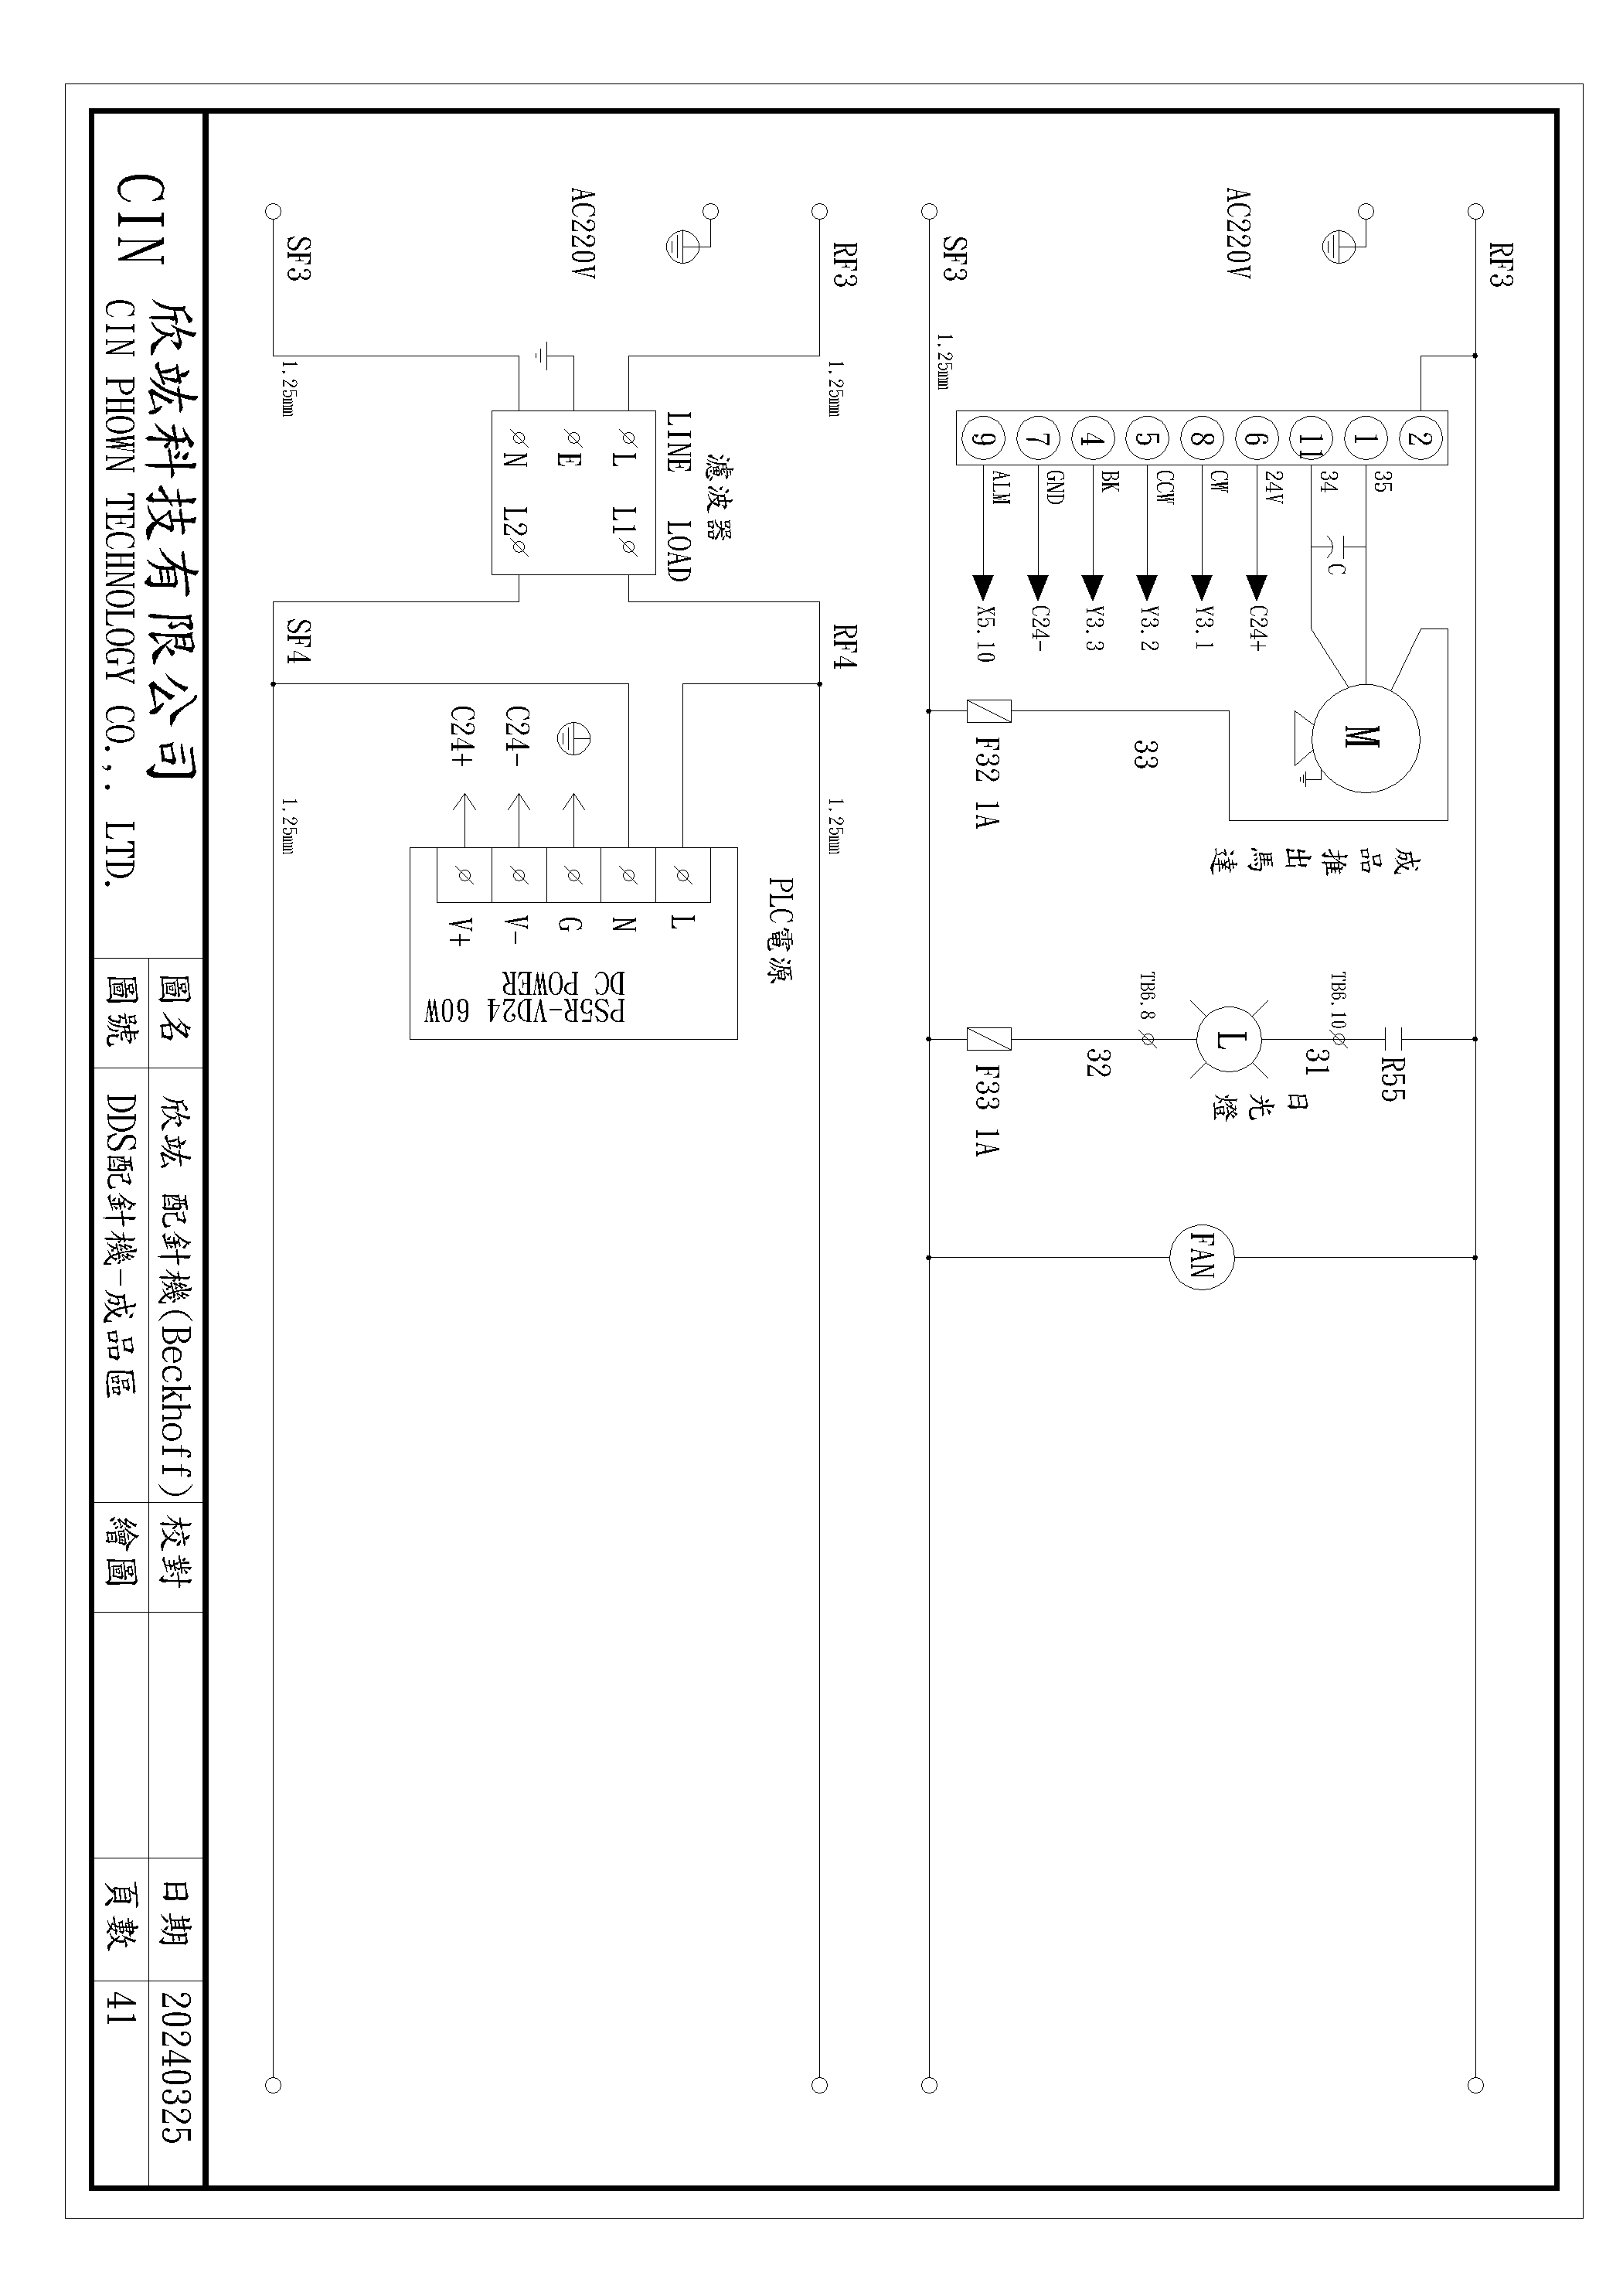 RF3
AC220V
SF3
1.25mm
2
1
11
6
8
5
4
7
9
35
34
24V
CW
CCW
BK
GND
ALM
C
C24+
Y3.1
Y3.2
Y3.3
C24-
X5.10
M
33
F32 1A
成品推出馬達
R55
TB6.10
31
L
日光燈
TB6.8
32
F33 1A
FAN
RF3
AC220V
SF3
1.25mm
1.25mm
濾波器
LINE LOAD
L L1
E
N L2
RF4
SF4
1.25mm
1.25mm
C24-
C24+
PLC電源
L
N
G
V-
V+
DC POWER
PS5R-VD24 60W
CIN 欣竑科技有限公司
CIN PHOWN TECHNOLOGY CO.,. LTD.
圖名 欣竑 配針機(Beckhoff) 校對 日期 20240325
圖號 DDS配針機-成品區 繪圖 頁數 41